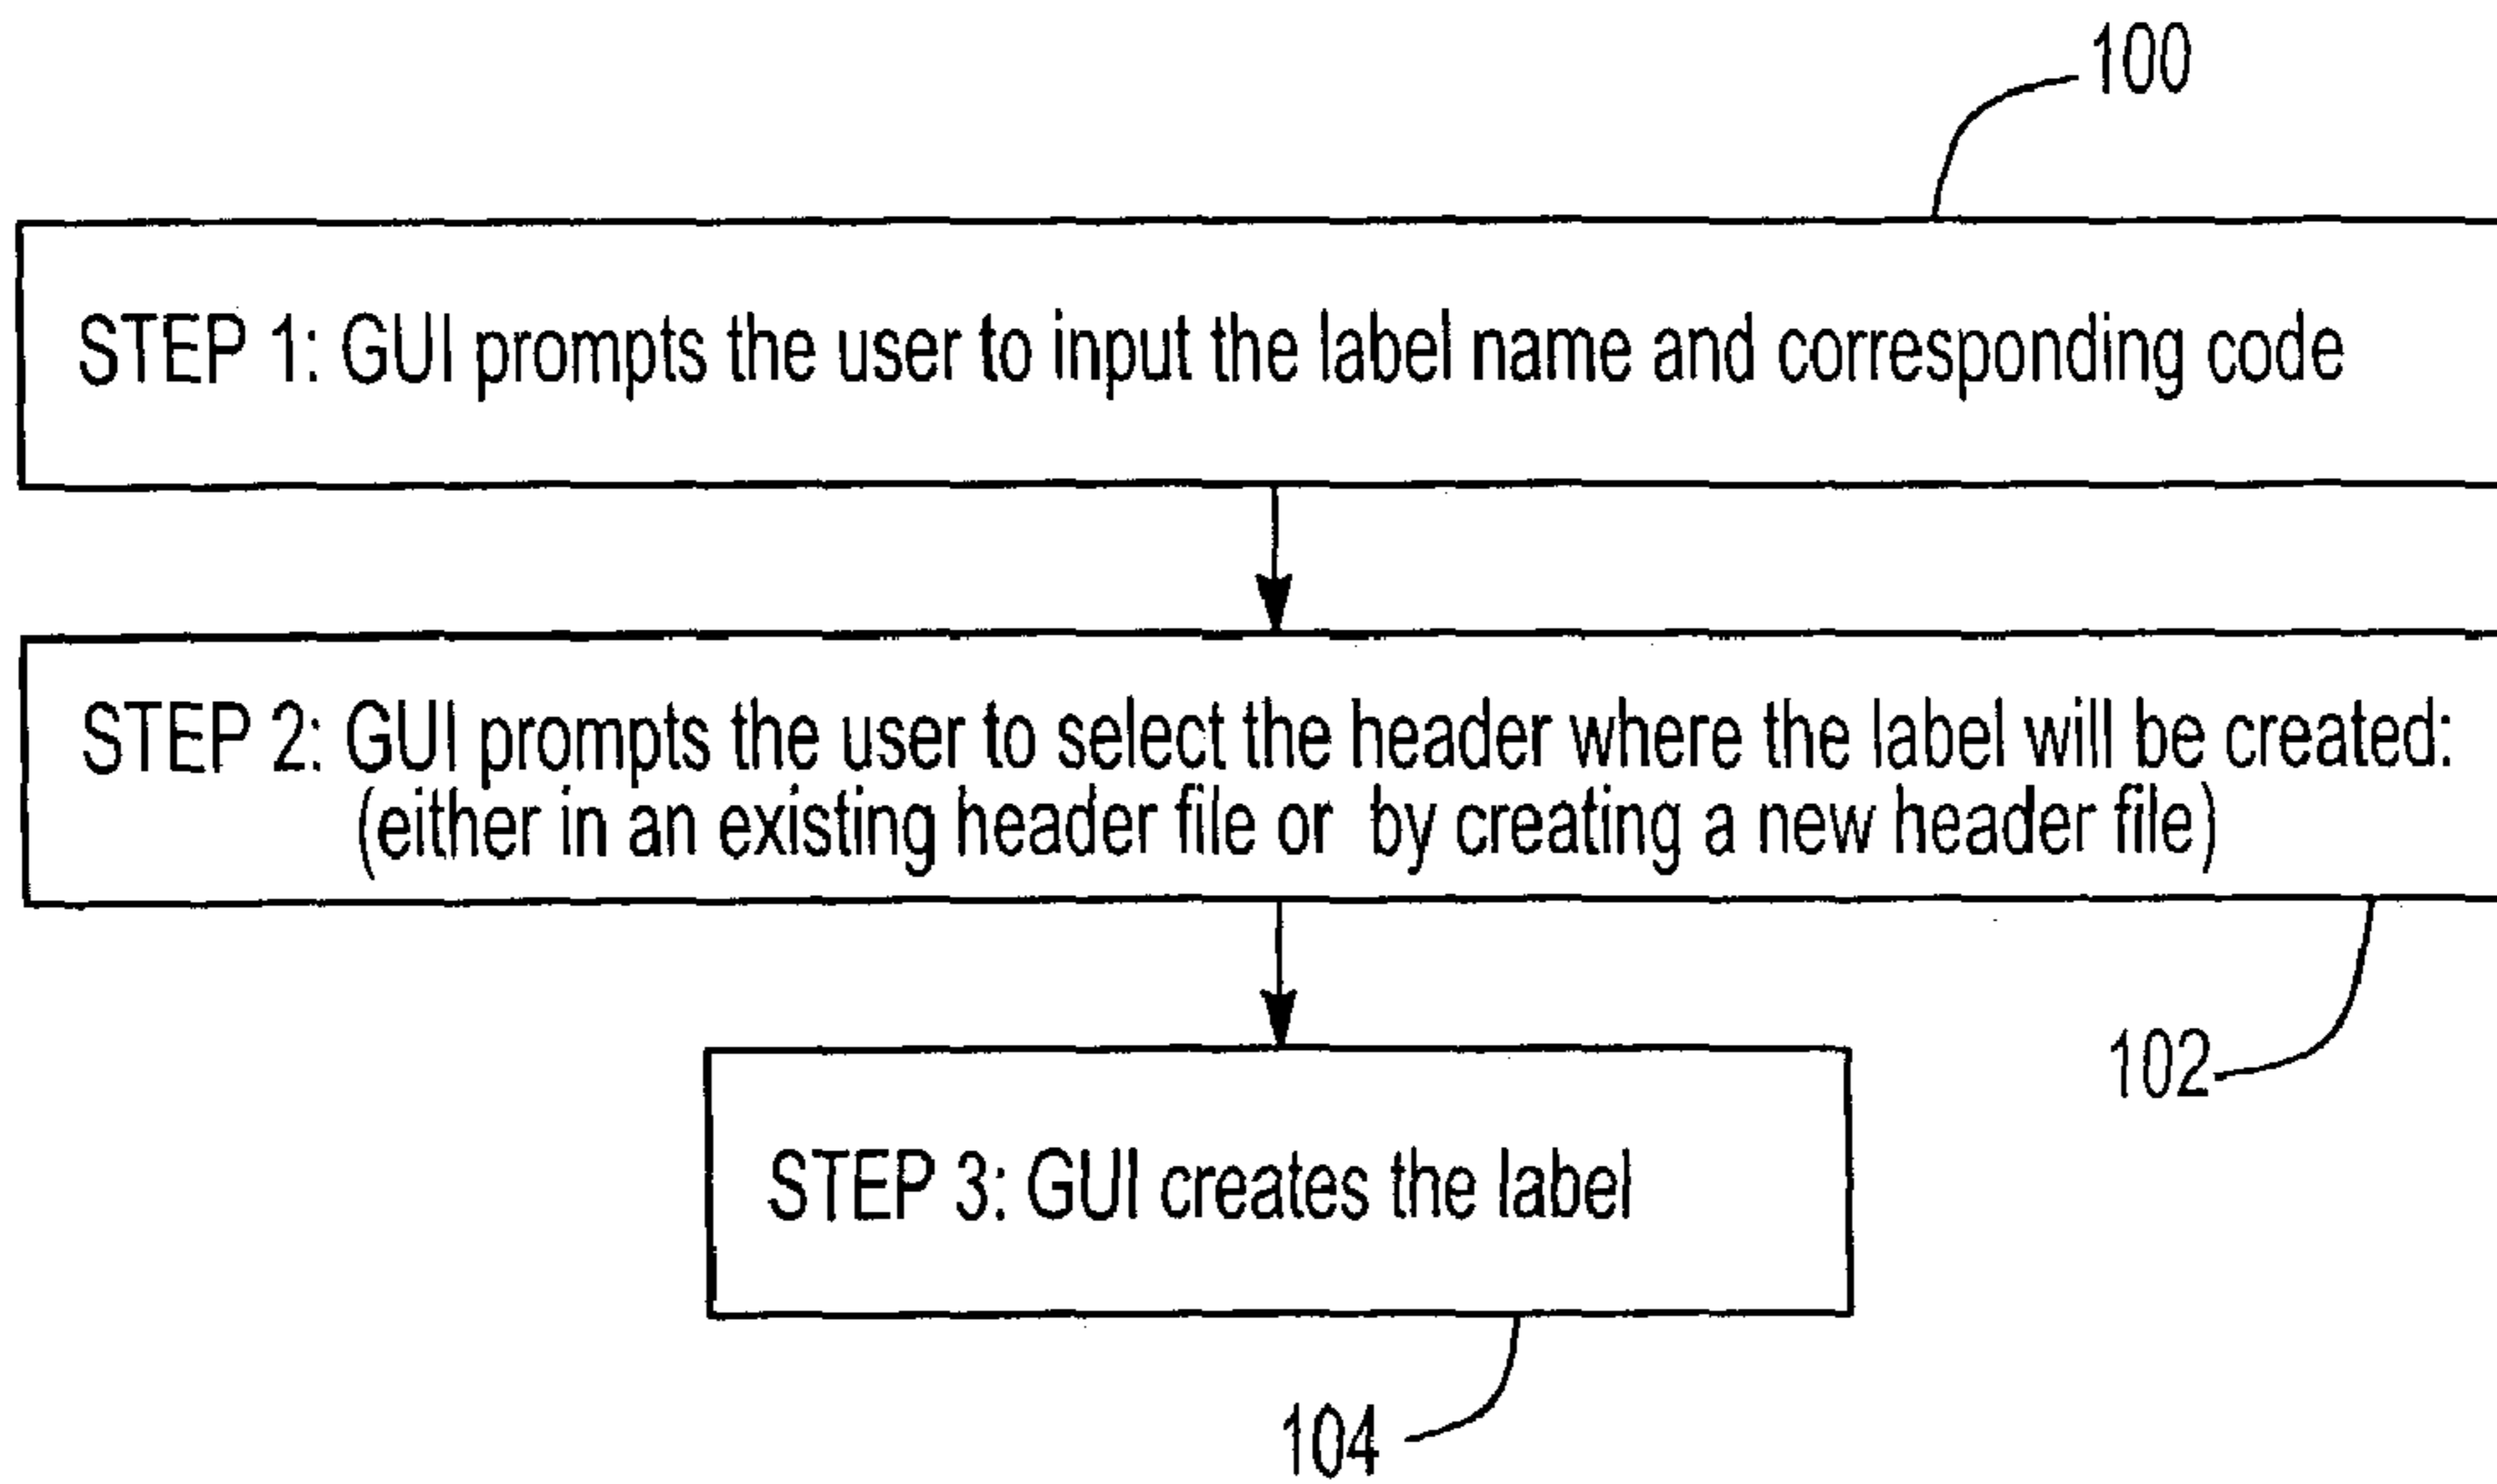 100
STEP 1: GUI prompts the user to input the label name and corresponding code
STEP 2: GUI prompts the user to select the header where the label will be created:
(either in an existing header file or by creating a new header file)
102
STEP 3: GUI creates the label
104